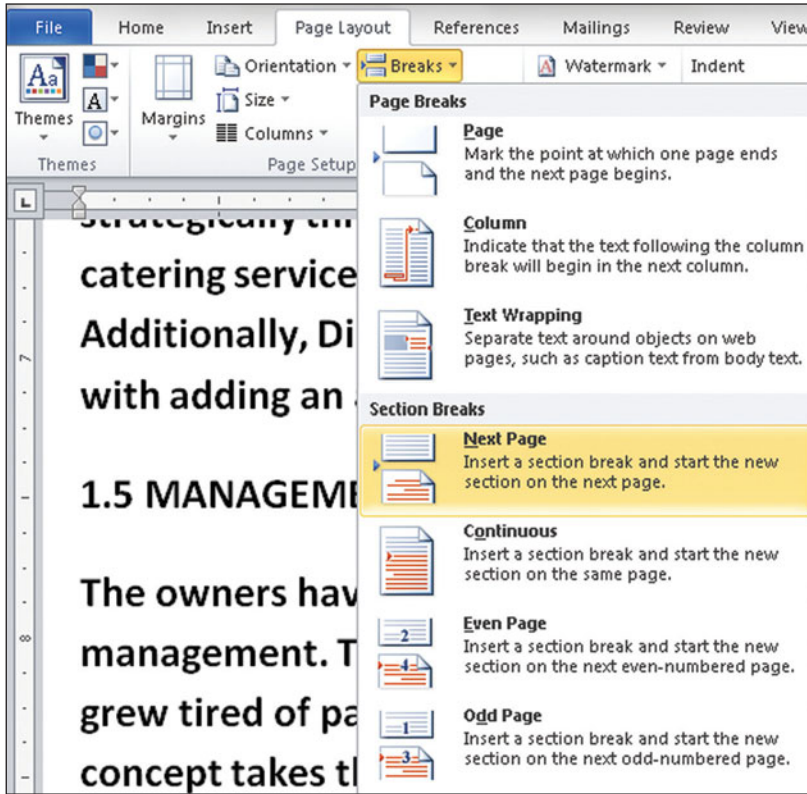 File Home Insert Page Layout References Mailings Review View
Themes
Margins
Orientation
Size
Columns
Breaks
Watermark
Indent
Themes
Page Setup
Page Breaks
Page
Mark the point at which one page ends
and the next page begins.
Column
Indicate that the text following the column
break will begin in the next column.
Text Wrapping
Separate text around objects on web
pages, such as caption text from body text.
Section Breaks
Next Page
Insert a section break and start the new
section on the next page.
Continuous
Insert a section break and start the new
section on the same page.
Even Page
Insert a section break and start the new
section on the next even-numbered page.
Odd Page
Insert a section break and start the new
section on the next odd-numbered page.
strategically
catering service
Additionally, Di
with adding an
1.5 MANAGEME
The owners hav
management. T
grew tired of pa
concept takes
7
8